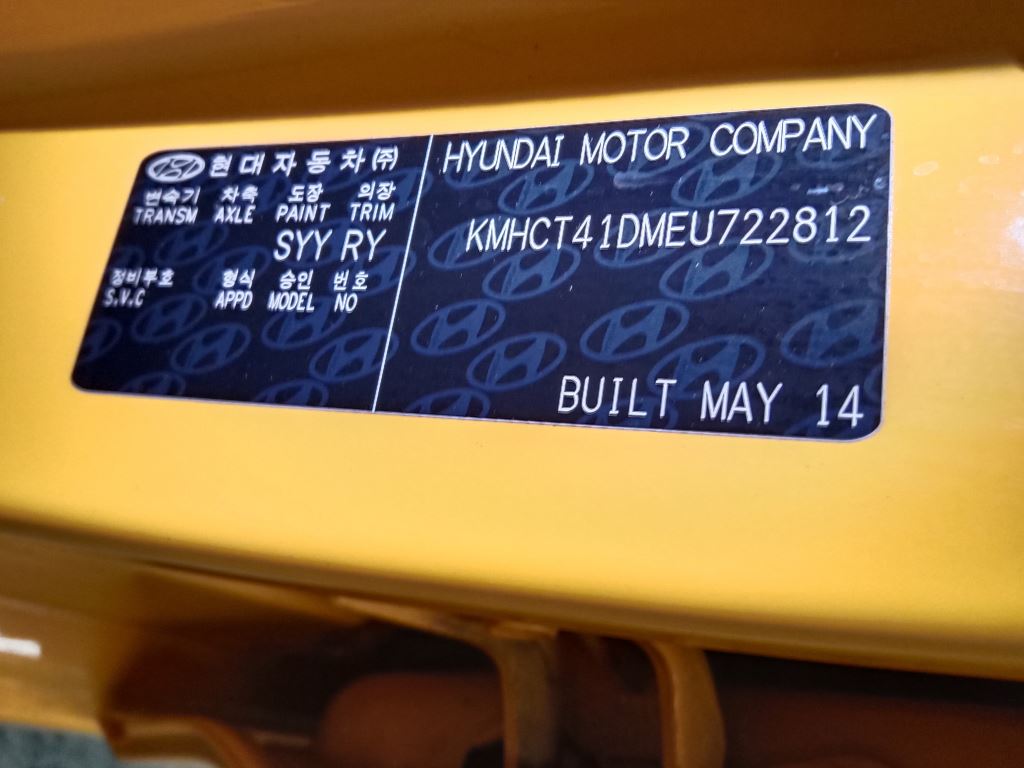 현대자동차㈜
변속기 차축 도장 의장
TRANSM AXLE PAINT TRIM
SYY RY
정비부호 형식 승인 번호
S.V.C APPD MODEL NO
HYUNDAI MOTOR COMPANY
KMHCT41DMEU722812
BUILT MAY 14